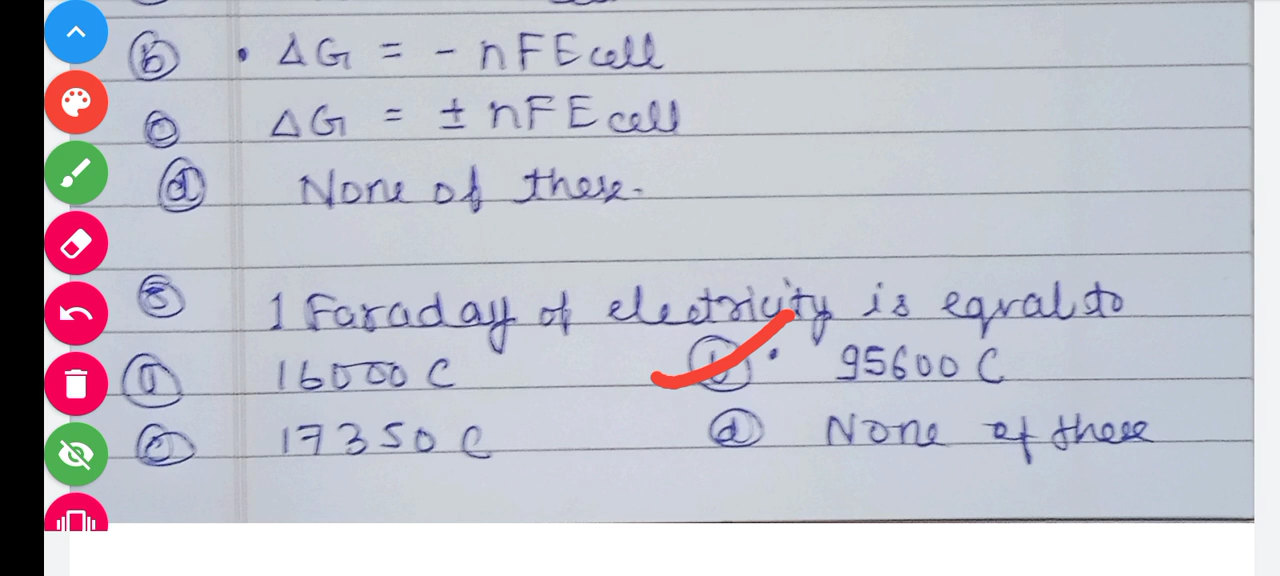 (b) • ΔG = - nFEcell
(c) ΔG = ± nFEcell
(d) None of these.
(5) 1 Faraday of electricity is equal to
(a) 16000 C (b) • 95600 C
(c) 17350 C (d) None of these